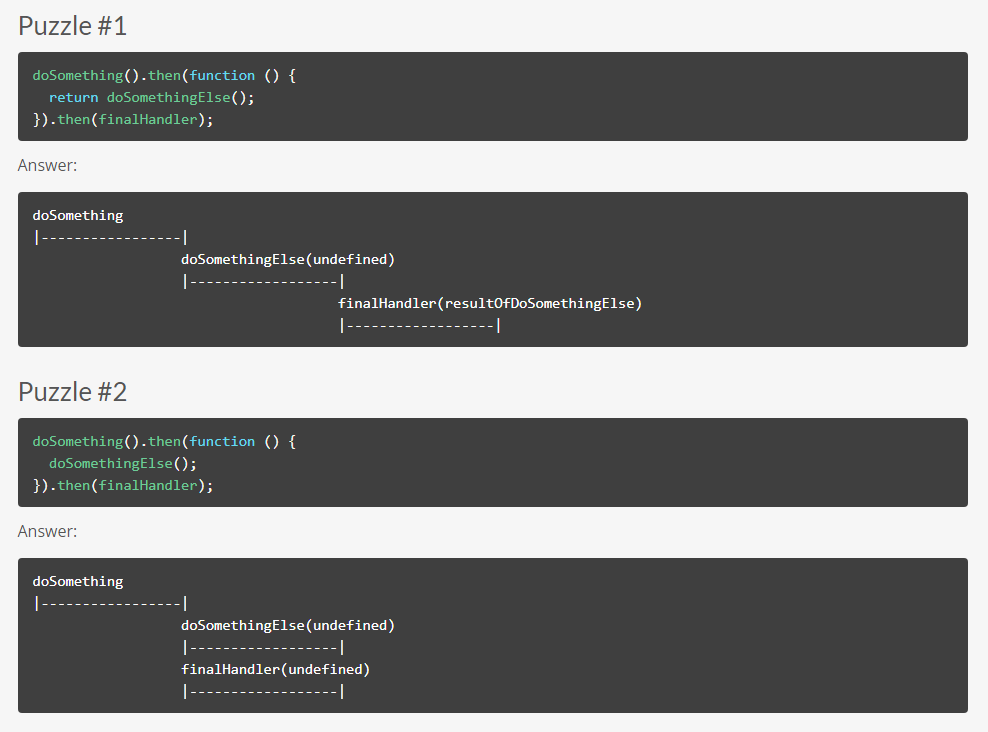 Puzzle #1
doSomething().then(function () {
  return doSomethingElse();
}).then(finalHandler);
Answer:
doSomething
|-----------------|
                  doSomethingElse(undefined)
                  |------------------|
                                     finalHandler(resultOfDoSomethingElse)
                                     |------------------|
Puzzle #2
doSomething().then(function () {
  doSomethingElse();
}).then(finalHandler);
Answer:
doSomething
|-----------------|
                  doSomethingElse(undefined)
                  |------------------|
                  finalHandler(undefined)
                  |------------------|